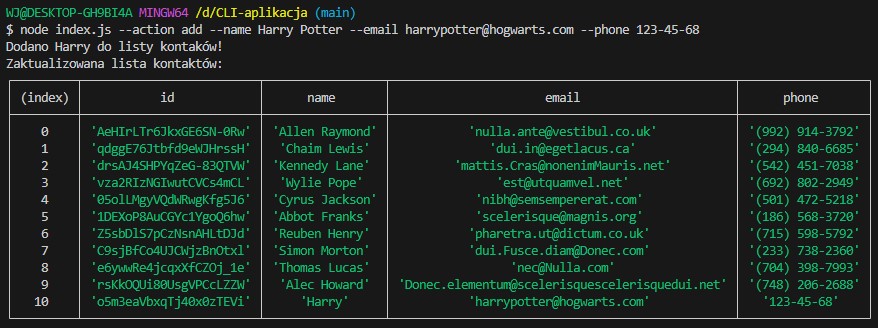 WJ@DESKTOP-GH9BI4A MINGW64 /d/CLI-aplikacja (main)
$ node index.js --action add --name Harry Potter --email harrypotter@hogwarts.com --phone 123-45-68
Dodano Harry do listy kontaków!
Zaktualizowana lista kontaktów:
(index) id name email phone
0 'AeHIrLTr6JkxGE6SN-0Rw' 'Allen Raymond' 'nulla.ante@vestibul.co.uk' '(992) 914-3792'
1 'qdggE76Jtbfd9eWJHrssH' 'Chaim Lewis' 'dui.in@egetlacus.ca' '(294) 840-6685'
2 'drsAJ4SHPYqZeG-83QTVW' 'Kennedy Lane' 'mattis.Cras@nonenimMauris.net' '(542) 451-7038'
3 'vza2RIzNGIwutCVCs4mCL' 'Wylie Pope' 'est@utquamvel.net' '(692) 802-2949'
4 '05olLMgyVQdWRwgKfg5J6' 'Cyrus Jackson' 'nibh@semsempererat.com' '(501) 472-5218'
5 '1DEXoP8AuCGYc1YgoQ6hw' 'Abbot Franks' 'scelerisque@magnis.org' '(186) 568-3720'
6 'Z5sbDlS7pCzNsnAHLtDJd' 'Reuben Henry' 'pharetra.ut@dictum.co.uk' '(715) 598-5792'
7 'C9sjBfCo4UJCWjzBnOtxl' 'Simon Morton' 'dui.Fusce.diam@Donec.com' '(233) 738-2360'
8 'e6ywwRe4jcqxXfCZOj_1e' 'Thomas Lucas' 'nec@Nulla.com' '(704) 398-7993'
9 'rsKkOQUi80UsgVPCcLZZW' 'Alec Howard' 'Donec.elementum@scelerisquescelerisquedui.net' '(748) 206-2688'
10 'o5m3eaVbxqTj40x0zTEVi' 'Harry' 'harrypotter@hogwarts.com' '123-45-68'